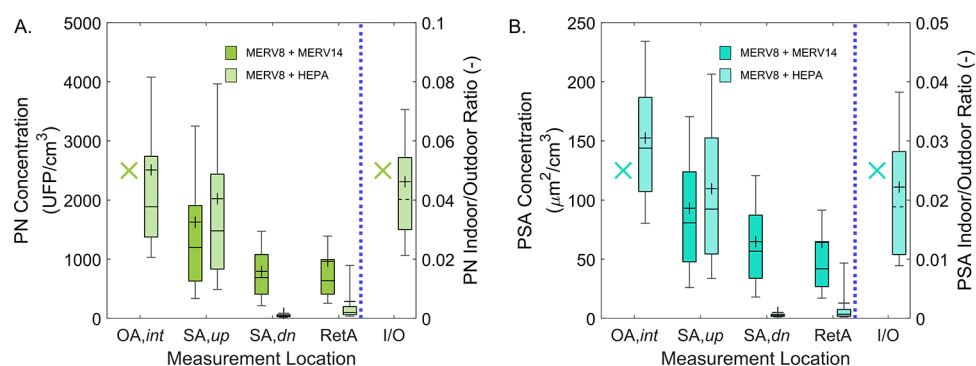 A.
PN Concentration
(UFP/cm³)
5000
4000
3000
2000
1000
0
MERV8 + MERV14
MERV8 + HEPA
0.1
0.08
0.06
0.04
0.02
0
PN Indoor/Outdoor Ratio (-)
OA,int SA,up SA,dn RetA I/O
Measurement Location
B.
PSA Concentration
(μm²/cm³)
250
200
150
100
50
0
MERV8 + MERV14
MERV8 + HEPA
0.05
0.04
0.03
0.02
0.01
0
PSA Indoor/Outdoor Ratio (-)
OA,int SA,up SA,dn RetA I/O
Measurement Location